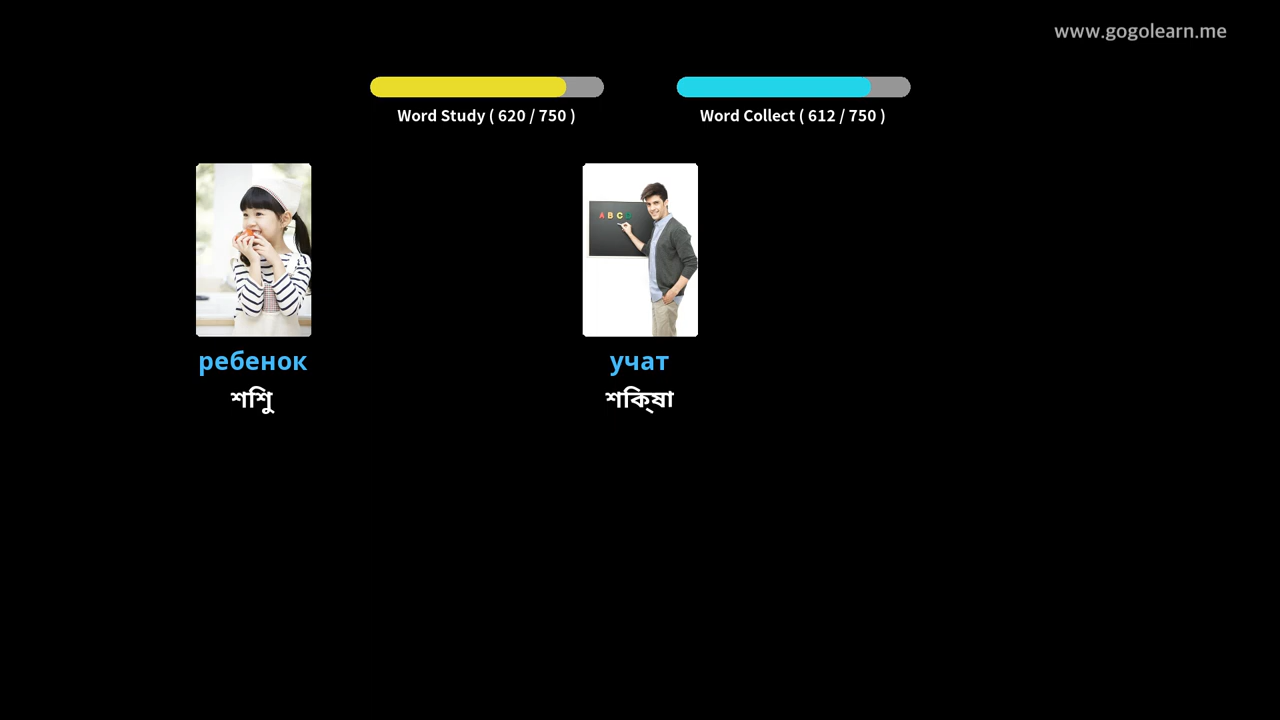 www.gogolearn.me
Word Study ( 620 / 750 )
Word Collect ( 612 / 750 )
A B C C
ребенок
учат
শিশু
শিক্ষা